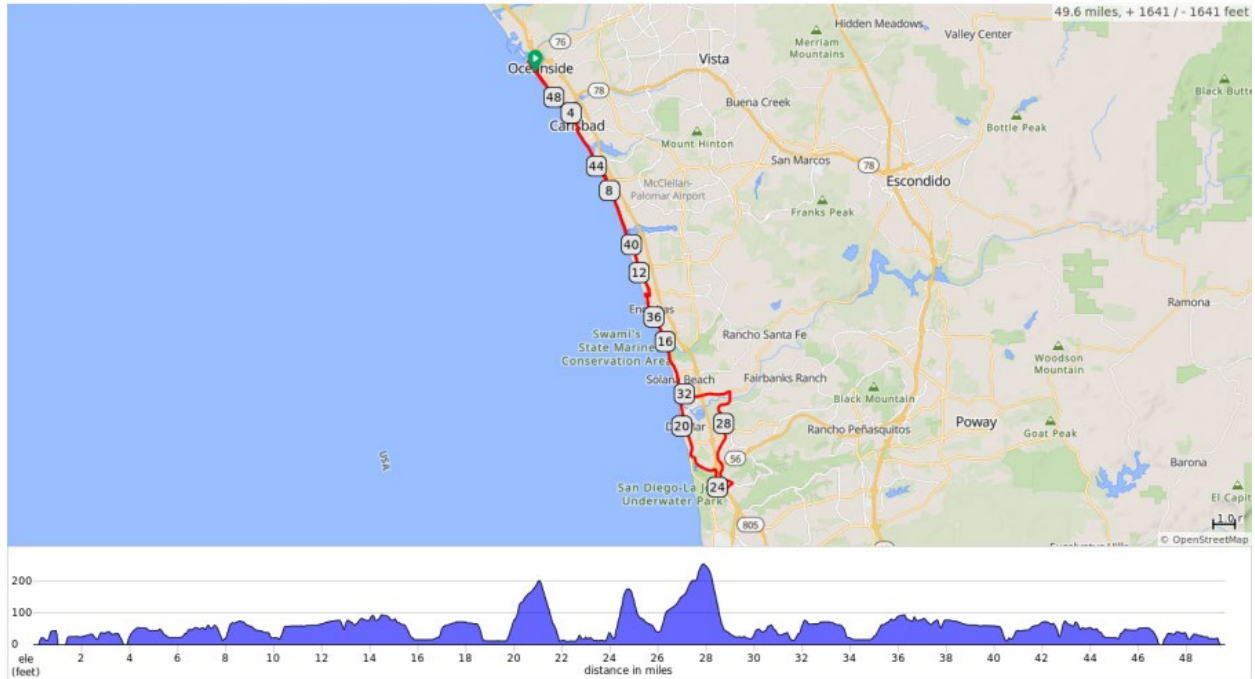 49.6 miles, + 1641 / - 1641 feet
Hidden Meadows
Valley Center
76
Merriam
Mountains
Vista
Oceanside
78
48
Buena Creek
Black Butte
4
Carlsbad
Bottle Peak
Mount Hinton
San Marcos
78
44
Escondido
8
McClellan-
Palomar Airport
Franks Peak
40
12
Ramona
36
Swami's
State Marine
Conservation Area
16
Rancho Santa Fe
Woodson
Mountain
Solana Beach
Fairbanks Ranch
32
Black Mountain
28
20
Rancho Peñasquitos
Poway
Goat Peak
USA
56
Barona
24
San Diego-La
Underwater Park
El Capit
805
1.0
© OpenStreetMap
200
100
0
ele
(feet)
2 4 6 8 10 12 14 16 18 20 22 24 26 28 30 32 34 36 38 40 42 44 46 48
distance in miles